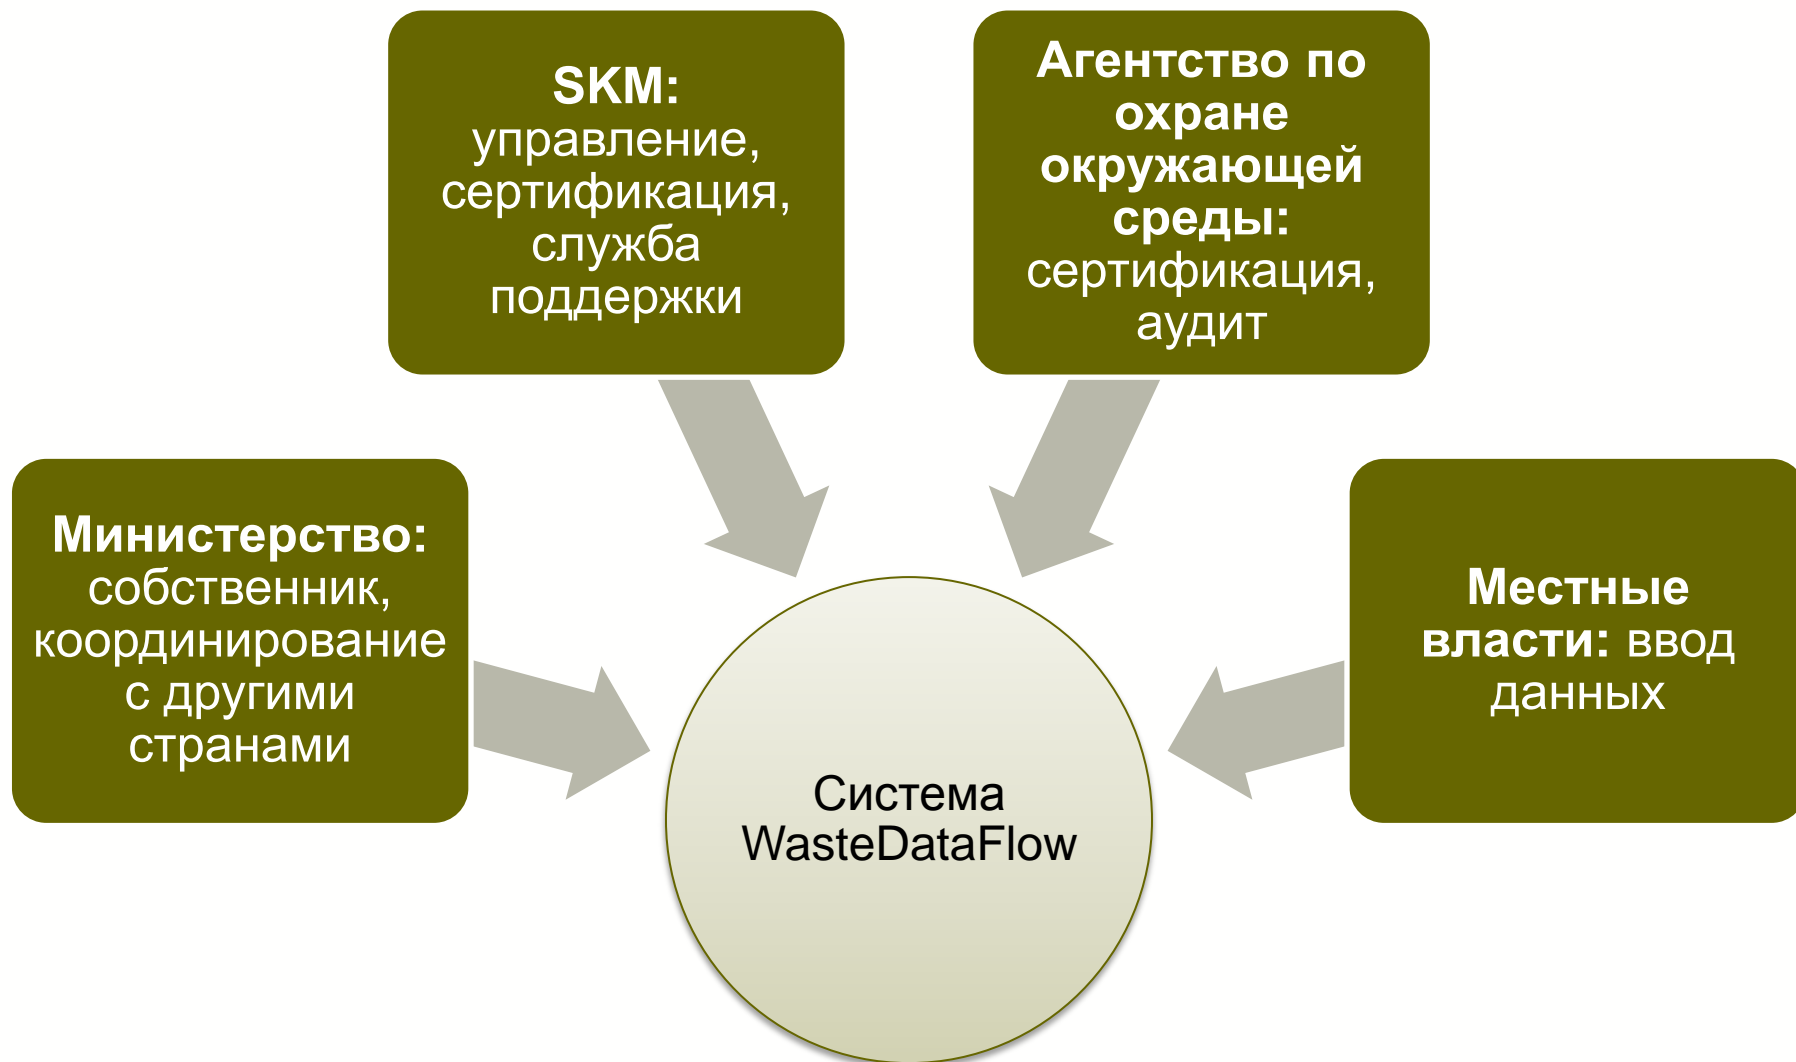 SKM:
управление,
сертификация,
служба
поддержки
Агентство по
охране
окружающей
среды:
сертификация,
аудит
Министерство:
собственник,
координирование
с другими
странами
Местные
власти: ввод
данных
Система
WasteDataFlow